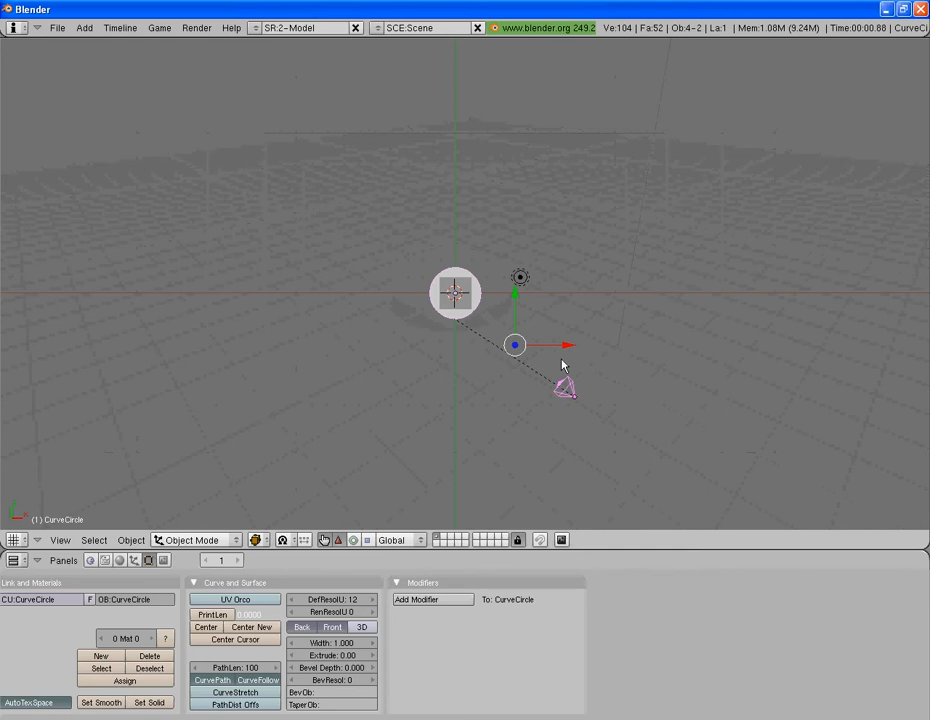 Blender
File Add Timeline Game Render Help SR:2-Model SCE:Scene www.blender.org 249.2 Ve:104 | Fa:52 | Ob:4-2 | La:1 | Mem:1.08M (9.24M) | Time:00:00.88 | CurveCi
(1) CurveCircle
View Select Object Object Mode Global
Panels 1
Link and Materials Curve and Surface Modifiers
CU:CurveCircle F OB:CurveCircle UV Orco DefResolU: 12 Add Modifier To: CurveCircle
PrintLen 0.0000 RenResolU 0
Center Center New Back Front 3D
0 Mat 0 ? Center Cursor Width: 1.000
New Delete Extrude: 0.00
Select Deselect PathLen: 100 Bevel Depth: 0.000
Assign CurvePath CurveFollow BevResol: 0
CurveStretch BevOb:
AutoTexSpace Set Smooth Set Solid PathDist Offs TaperOb: